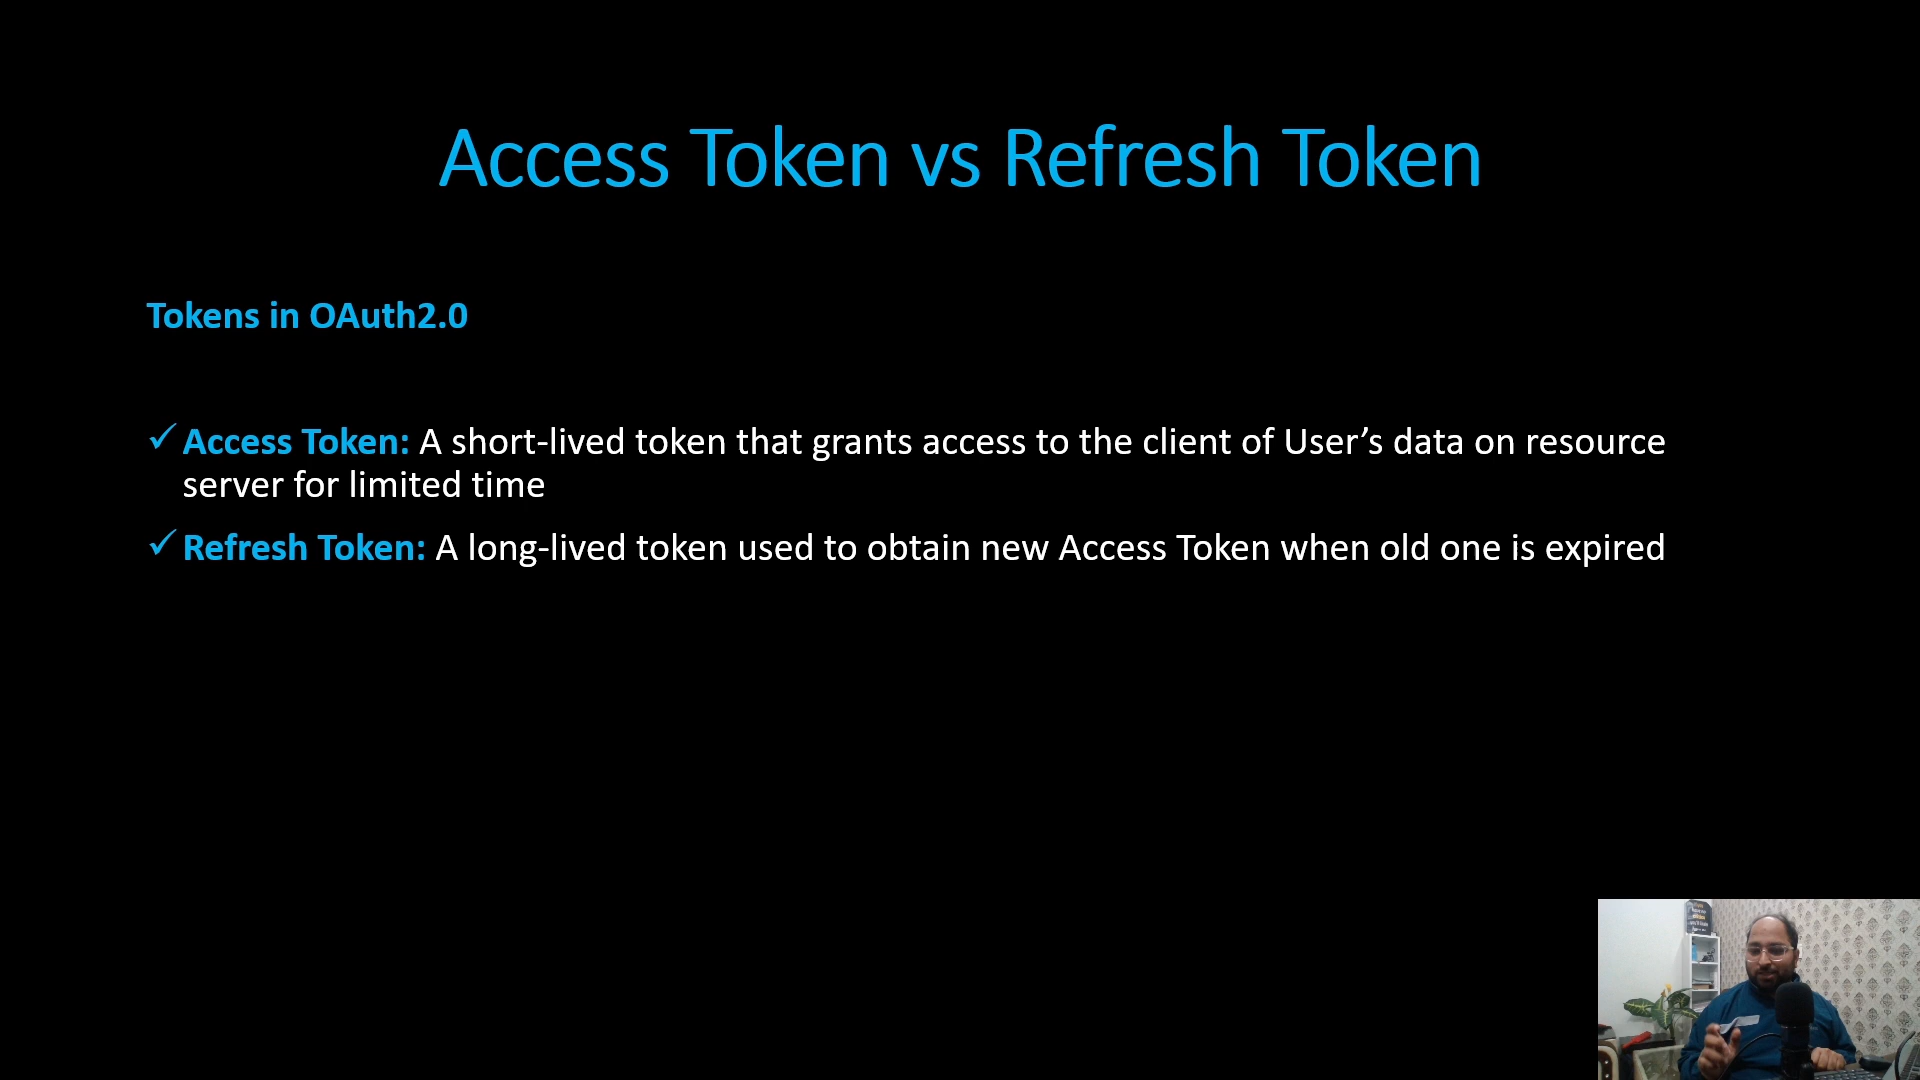 Access Token vs Refresh Token
Tokens in OAuth2.0
✓ Access Token: A short-lived token that grants access to the client of User’s data on resource
server for limited time
✓ Refresh Token: A long-lived token used to obtain new Access Token when old one is expired